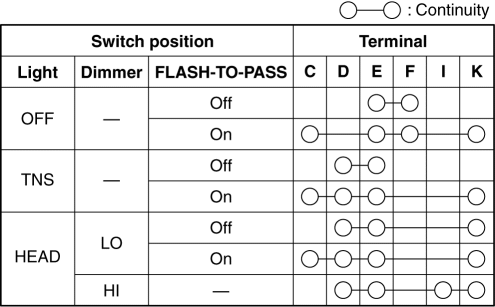 : Continuity
Switch position Terminal
Light Dimmer FLASH-TO-PASS C D E F I K
OFF — Off
On
TNS — Off
On
HEAD LO Off
On
HI —